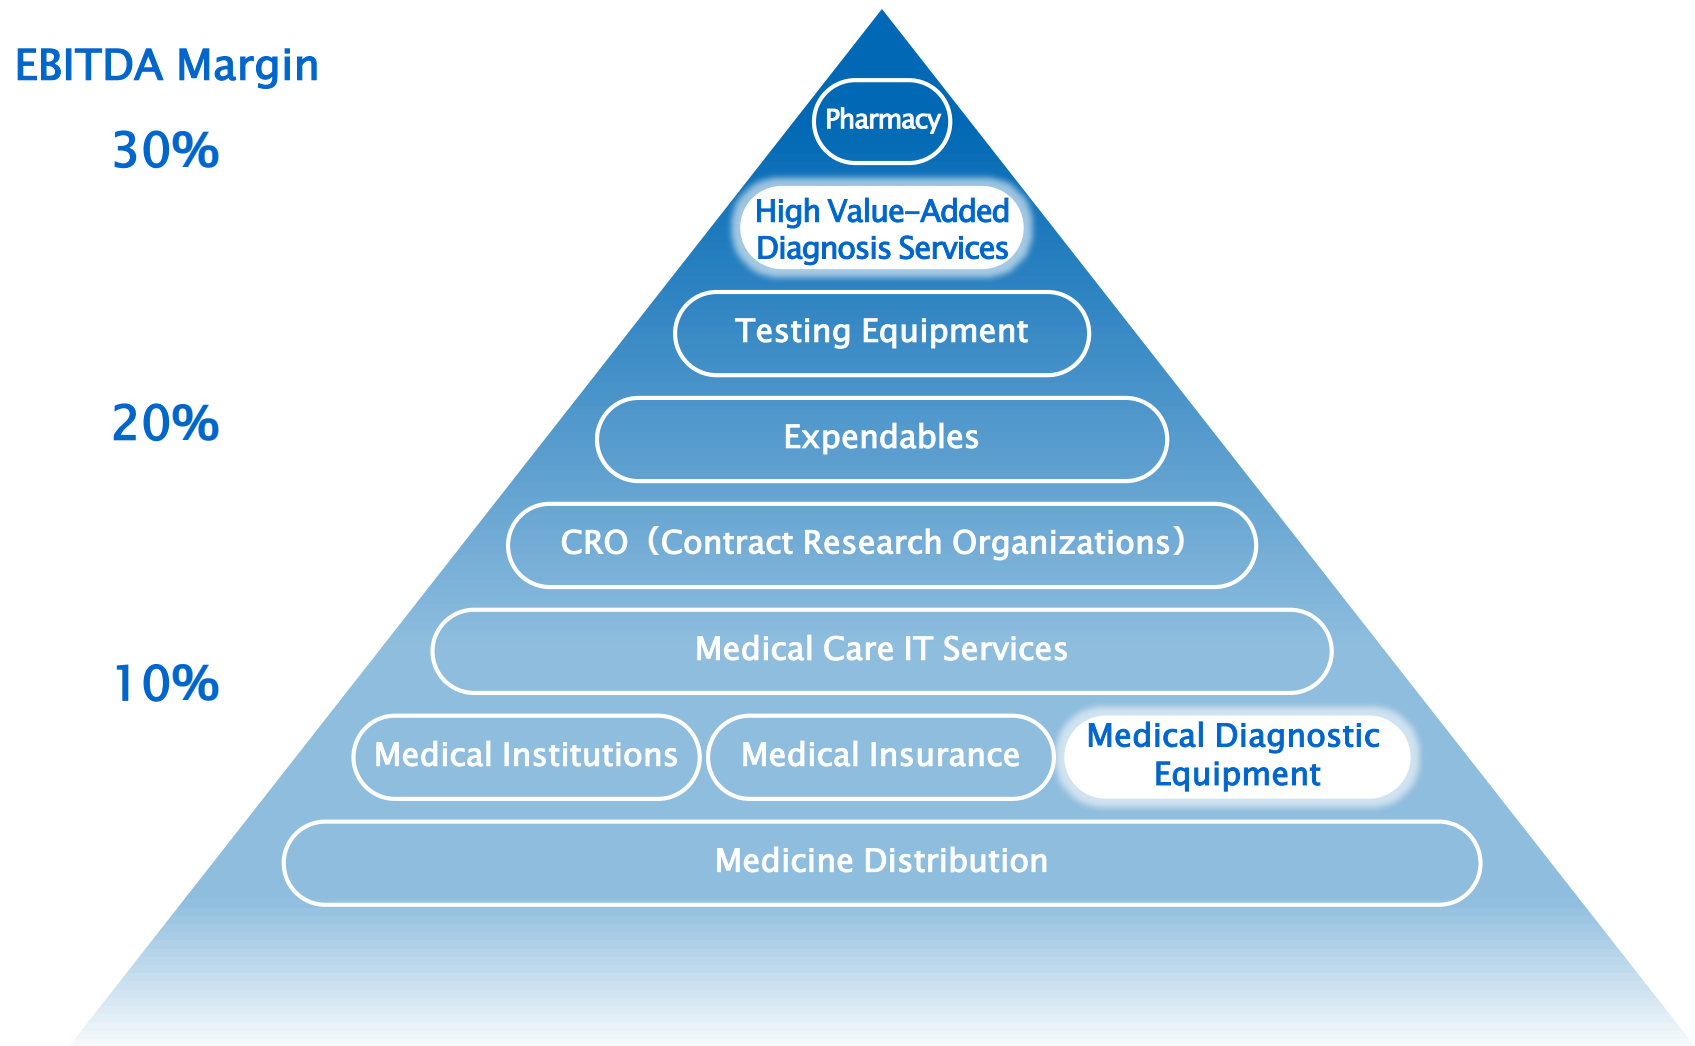 EBITDA Margin
30%
20%
10%
Pharmacy
High Value–Added
Diagnosis Services
Testing Equipment
Expendables
CRO（Contract Research Organizations）
Medical Care IT Services
Medical Institutions
Medical Insurance
Medical Diagnostic
Equipment
Medicine Distribution